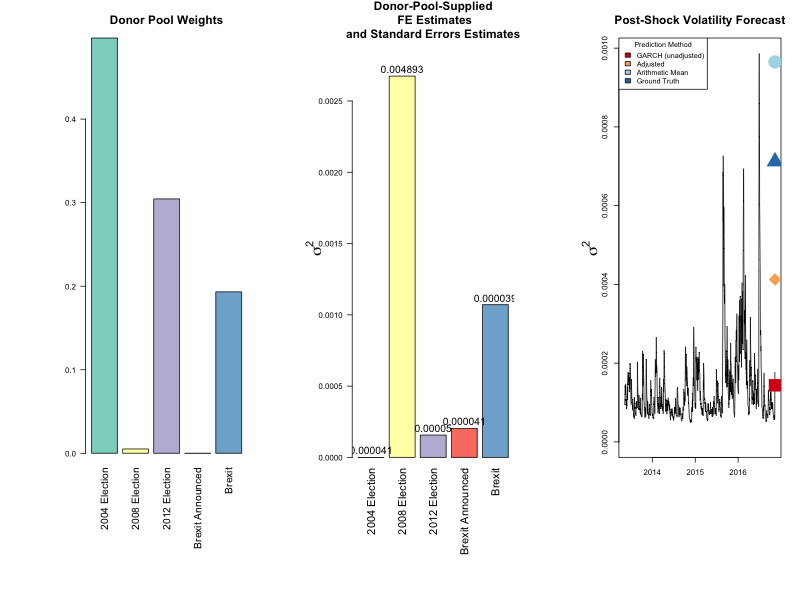 Donor Pool Weights
0.4
0.3
0.2
0.1
0.0
2004 Election
2008 Election
2012 Election
Brexit Announced
Brexit
Donor-Pool-Supplied
FE Estimates
and Standard Errors Estimates
σ2
0.0025
0.0020
0.0015
0.0010
0.0005
0.0000
0.004893
0.000041
0.00005
0.000041
0.000039
2004 Election
2008 Election
2012 Election
Brexit Announced
Brexit
Post-Shock Volatility Forecast
σ2
0.0010
0.0008
0.0006
0.0004
0.0002
0.0000
Prediction Method
GARCH (unadjusted)
Adjusted
Arithmetic Mean
Ground Truth
2014
2015
2016